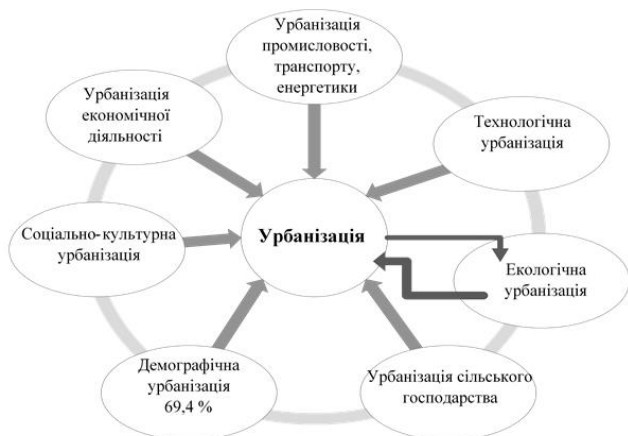 Урбанізація
промисловості,
транспорту,
енергетики
Урбанізація
економічної
діяльності
Технологічна
урбанізація
Соціально-культурна
урбанізація
Урбанізація
Екологічна
урбанізація
Демографічна
урбанізація
69,4 %
Урбанізація сільського
господарства